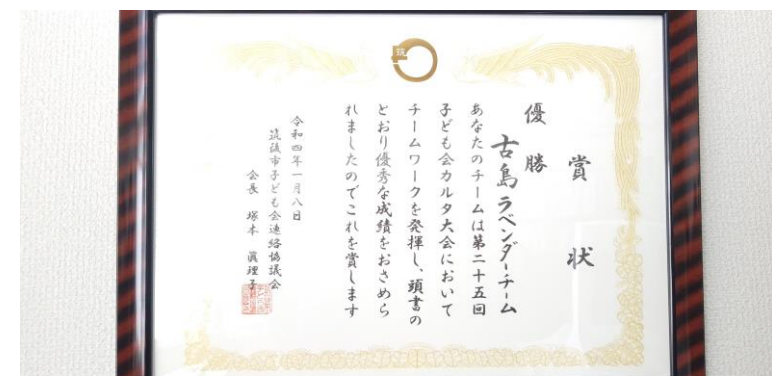 賞状
優勝
古島ラベンダーチーム
あなたのチームは第二十五回
子ども会カルタ大会において
チームワークを発揮し、頭書の
とおり優秀な成績をおさめら
れましたのでこれを賞します
令和四年一月八日
筑後市子ども会連絡協議会
会長 塚本 眞理子